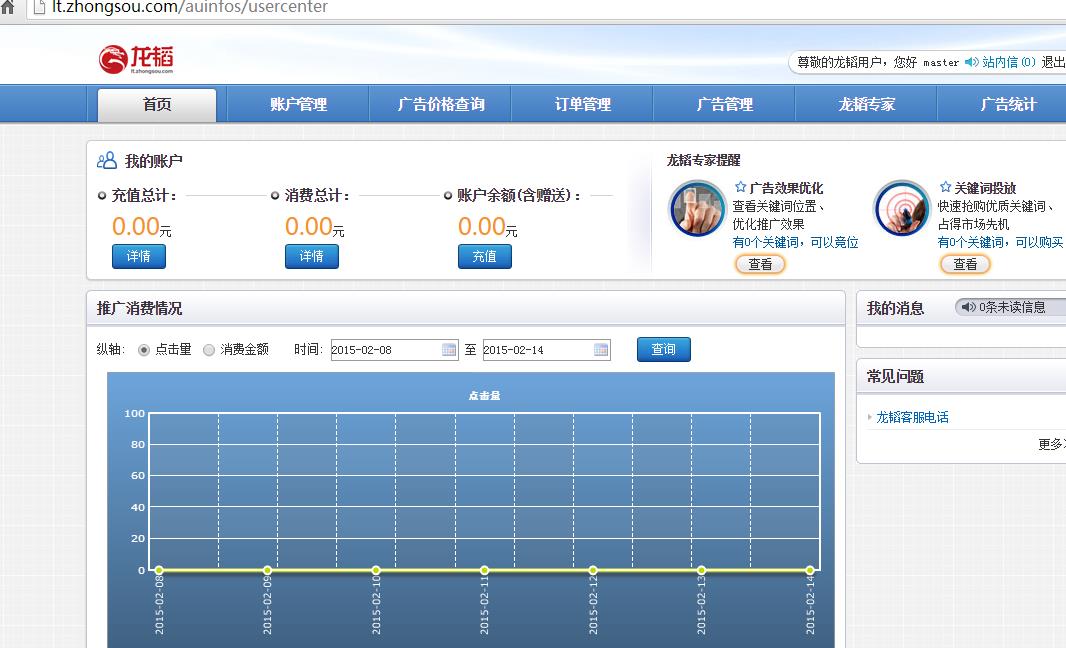 lt.zhongsou.com/auinfos/usercenter
龙韬
lt.zhongsou.com
尊敬的龙韬用户，您好 master 站内信(0) 退出
首页 账户管理 广告价格查询 订单管理 广告管理 龙韬专家 广告统计
我的账户
充值总计： 消费总计： 账户余额(含赠送)：
0.00元 0.00元 0.00元
详情 详情 充值
龙韬专家提醒
广告效果优化
查看关键词位置、
优化推广效果
有0个关键词，可以竞位
查看
关键词投放
快速抢购优质关键词、
占得市场先机
有0个关键词，可以购买
查看
推广消费情况
纵轴: 点击量 消费金额 时间: 2015-02-08 至 2015-02-14 查询
点击量
100
80
60
40
20
0
2015-02-08
2015-02-09
2015-02-10
2015-02-11
2015-02-12
2015-02-13
2015-02-14
我的消息 0条未读信息
常见问题
龙韬客服电话
更多